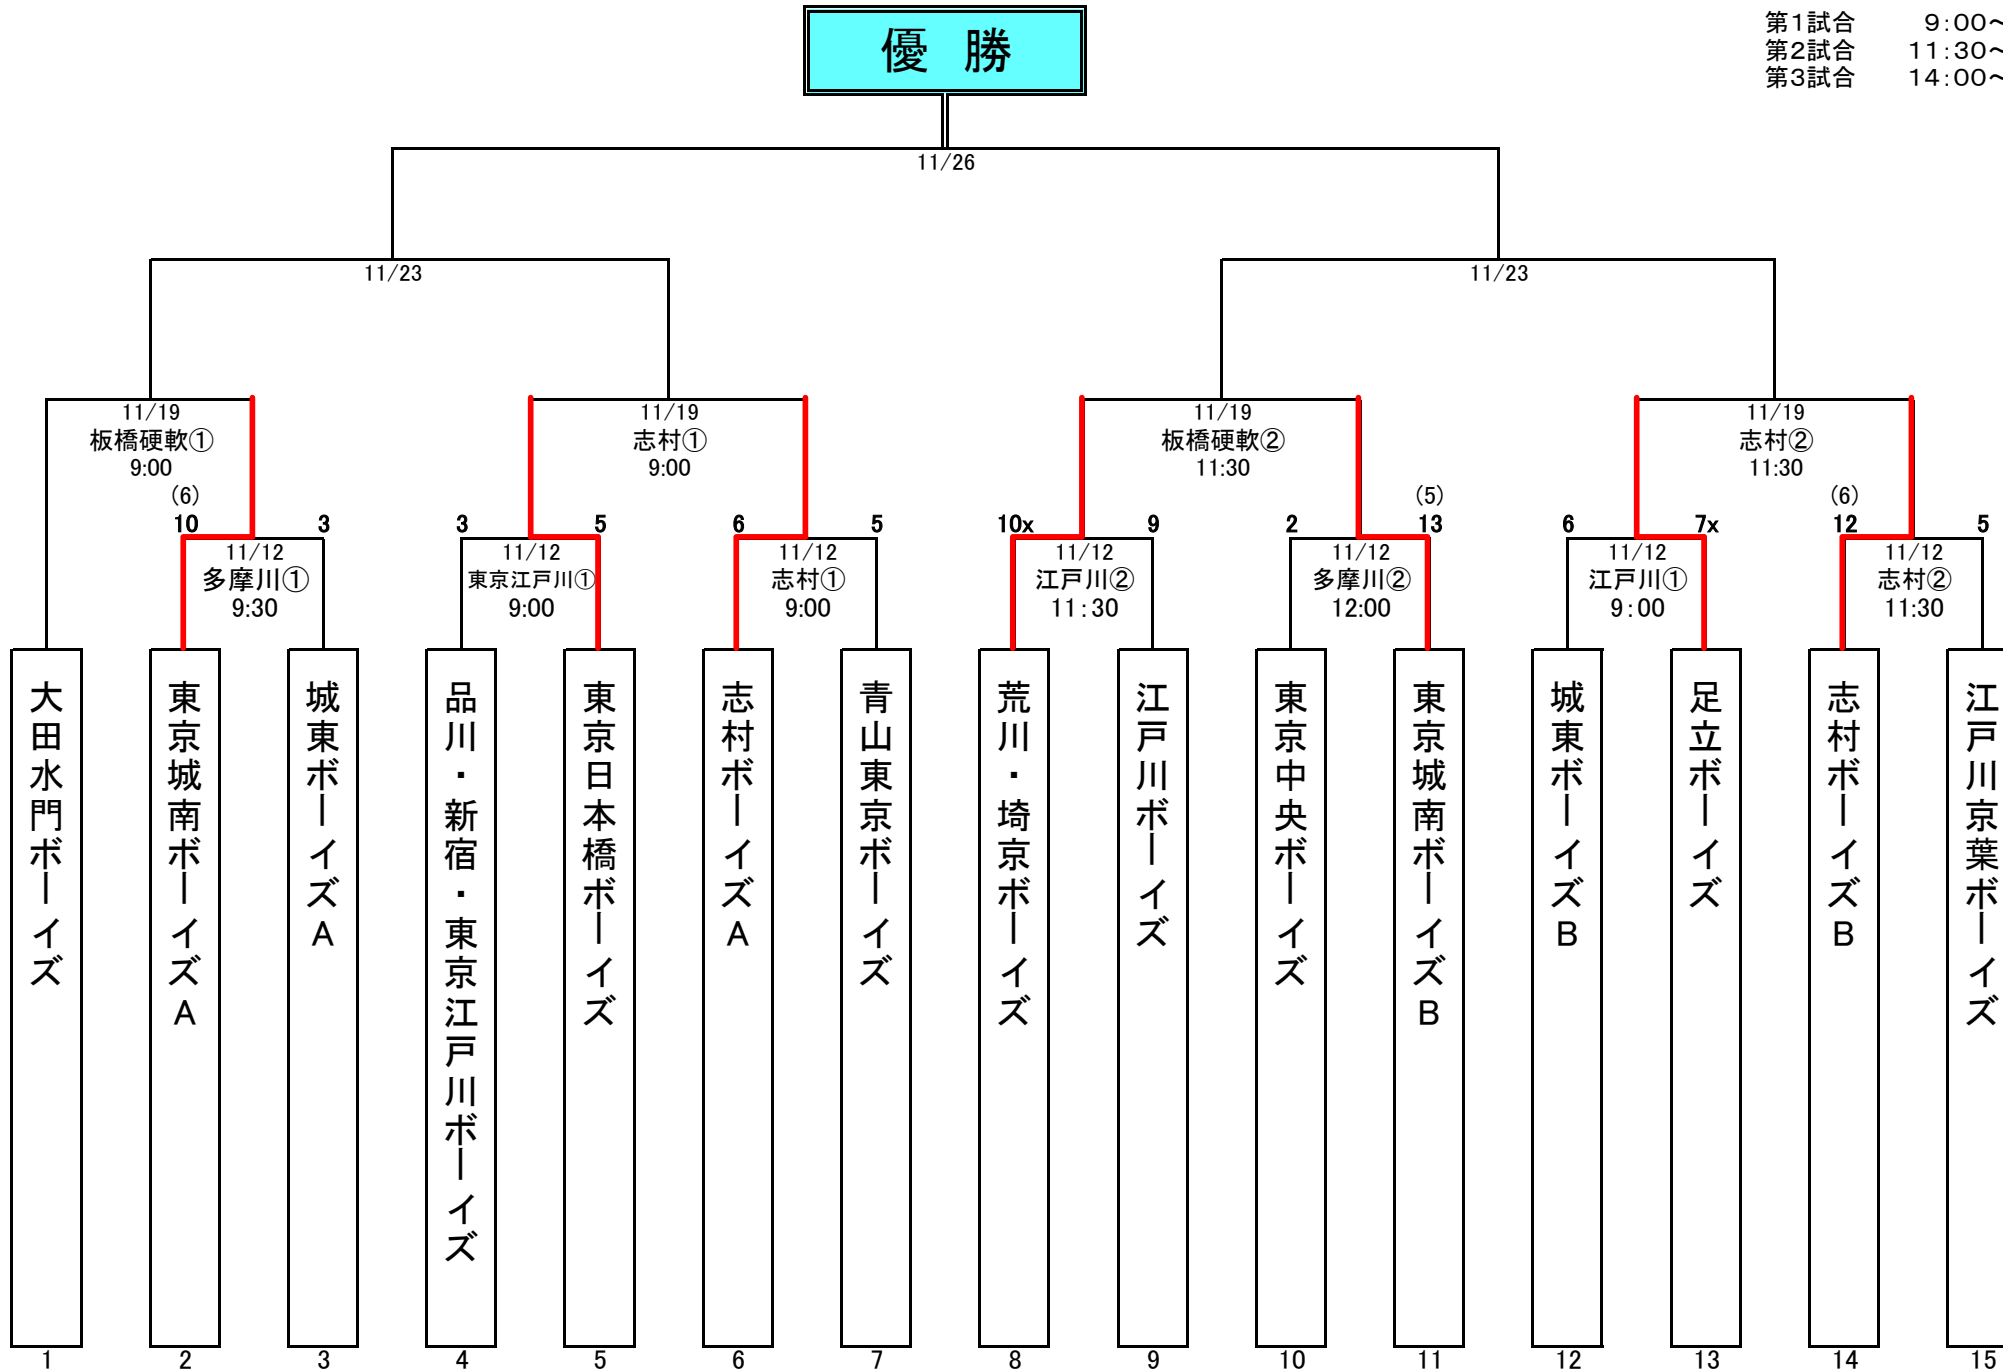 優 勝
第1試合 9:00~
第2試合 11:30~
第3試合 14:00~
11/26
11/23
11/23
11/19
板橋硬軟①
9:00
11/19
志村①
9:00
11/19
板橋硬軟②
11:30
11/19
志村②
11:30
(6)
10 3
3 5
6 5
10x 9
(5)
2 13
6 7x
(6)
12 5
11/12
多摩川①
9:30
11/12
東京江戸川①
9:00
11/12
志村①
9:00
11/12
江戸川②
11:30
11/12
多摩川②
12:00
11/12
江戸川①
9:00
11/12
志村②
11:30
大田水門ボーイズ
東京城南ボーイズA
城東ボーイズA
品川・新宿・東京江戸川ボーイズ
東京日本橋ボーイズ
志村ボーイズA
青山東京ボーイズ
荒川・埼京ボーイズ
江戸川ボーイズ
東京中央ボーイズ
東京城南ボーイズB
城東ボーイズB
足立ボーイズ
志村ボーイズB
江戸川京葉ボーイズ
1 2 3 4 5 6 7 8 9 10 11 12 13 14 15